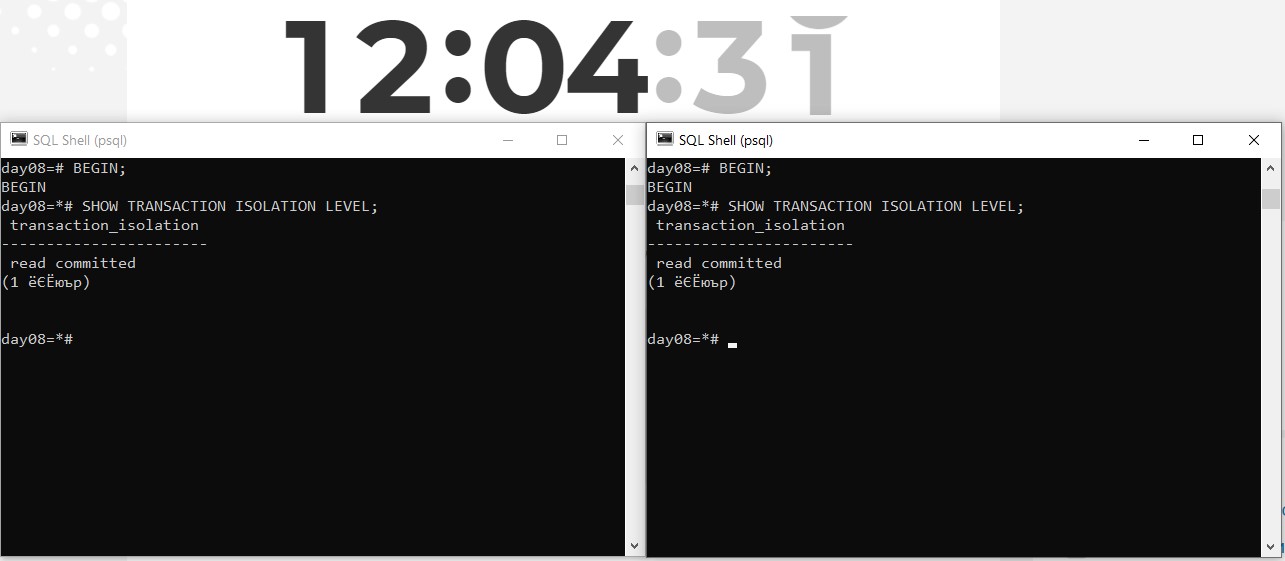 12:04:31
SQL Shell (psql)
day08=# BEGIN;
BEGIN
day08=*# SHOW TRANSACTION ISOLATION LEVEL;
transaction_isolation
-----------------------
read committed
(1 ёЄЁюър)
day08=*#
SQL Shell (psql)
day08=# BEGIN;
BEGIN
day08=*# SHOW TRANSACTION ISOLATION LEVEL;
transaction_isolation
-----------------------
read committed
(1 ёЄЁюър)
day08=*#